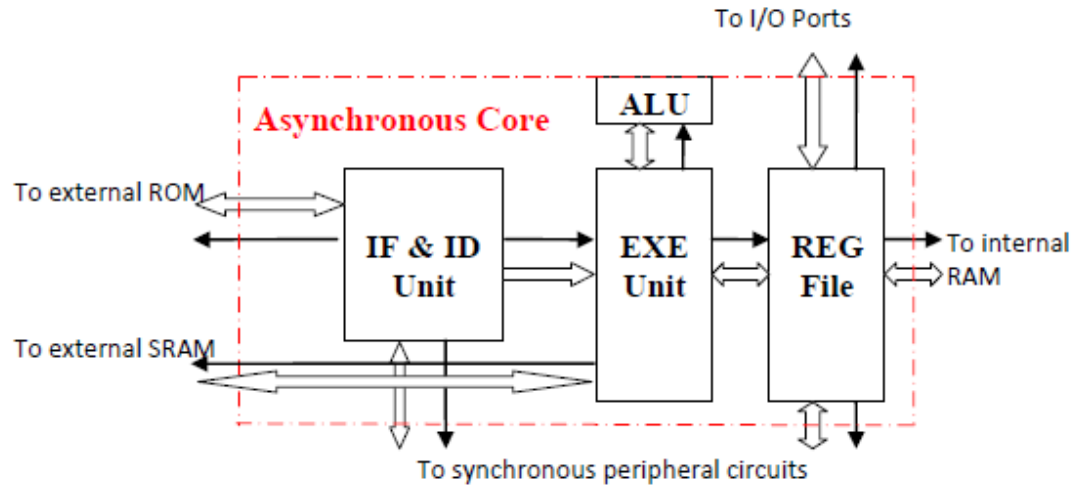 To I/O Ports
ALU
Asynchronous Core
To external ROM
IF & ID
Unit
EXE
Unit
REG
File
To internal
RAM
To external SRAM
To synchronous peripheral circuits